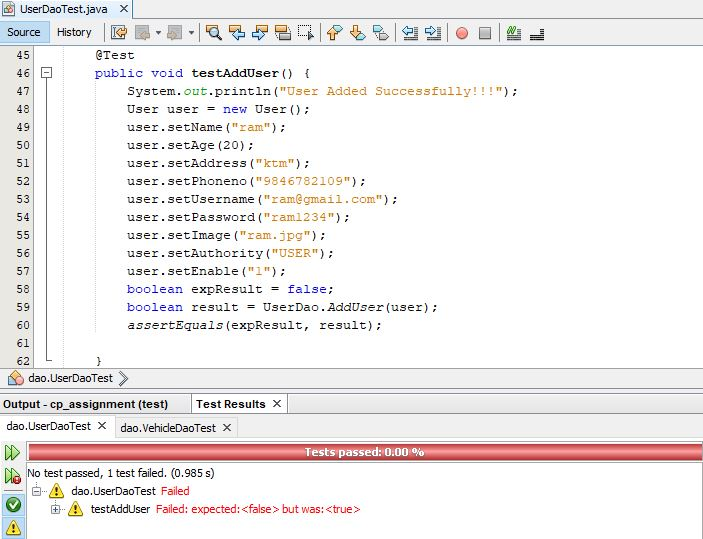 UserDaoTest.java
Source History
45 @Test
46 public void testAddUser() {
47 System.out.println("User Added Successfully!!!");
48 User user = new User();
49 user.setName("ram");
50 user.setAge(20);
51 user.setAddress("ktm");
52 user.setPhoneno("9846782109");
53 user.setUsername("ram@gmail.com");
54 user.setPassword("ram1234");
55 user.setImage("ram.jpg");
56 user.setAuthority("USER");
57 user.setEnable("1");
58 boolean expResult = false;
59 boolean result = UserDao.AddUser(user);
60 assertEquals(expResult, result);
61
62 }
dao.UserDaoTest
Output - cp_assignment (test) Test Results
dao.UserDaoTest dao.VehicleDaoTest
Tests passed: 0.00 %
No test passed, 1 test failed. (0.985 s)
dao.UserDaoTest Failed
testAddUser Failed: expected:<false> but was:<true>